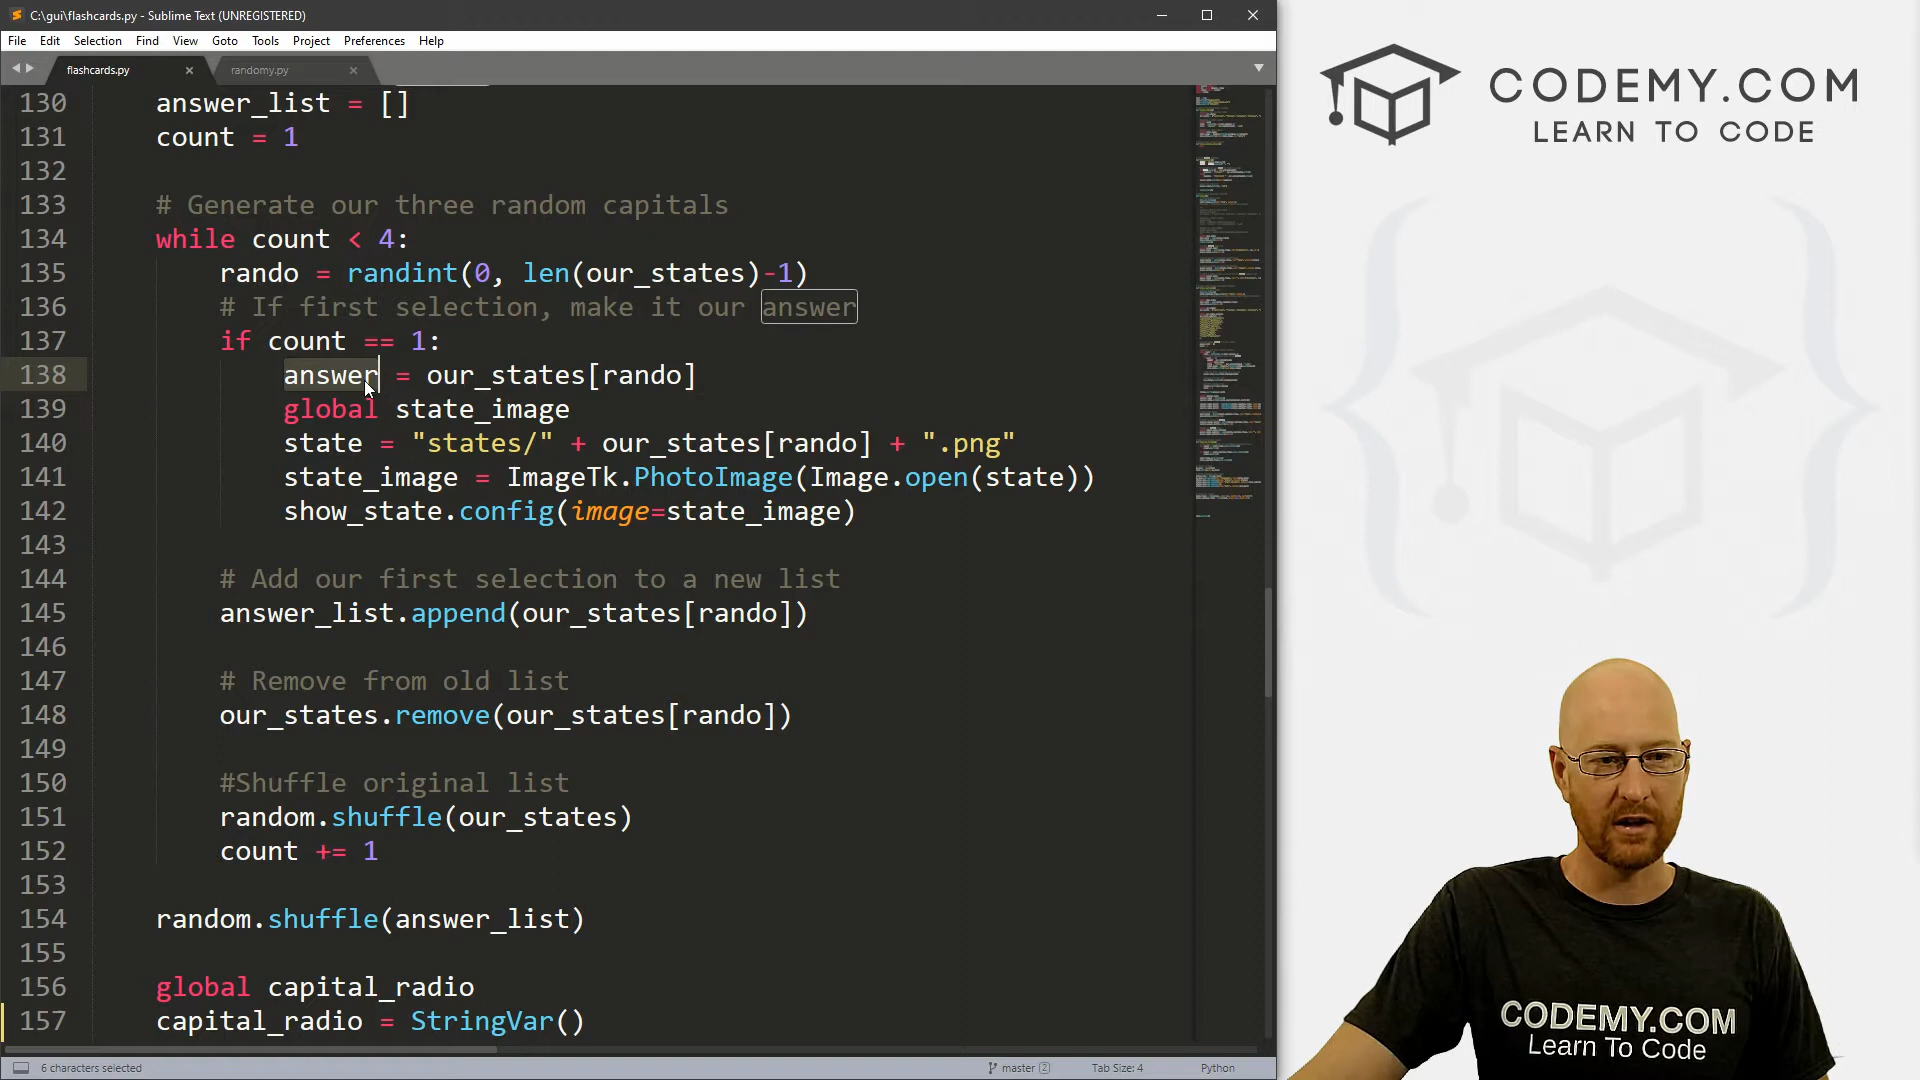 C:\gui\flashcards.py - Sublime Text (UNREGISTERED)
File Edit Selection Find View Goto Tools Project Preferences Help
flashcards.py randomy.py
130 answer_list = []
131 count = 1
132
133 # Generate our three random capitals
134 while count < 4:
135 rando = randint(0, len(our_states)-1)
136 # If first selection, make it our answer
137 if count == 1:
138 answer = our_states[rando]
139 global state_image
140 state = "states/" + our_states[rando] + ".png"
141 state_image = ImageTk.PhotoImage(Image.open(state))
142 show_state.config(image=state_image)
143
144 # Add our first selection to a new list
145 answer_list.append(our_states[rando])
146
147 # Remove from old list
148 our_states.remove(our_states[rando])
149
150 #Shuffle original list
151 random.shuffle(our_states)
152 count += 1
153
154 random.shuffle(answer_list)
155
156 global capital_radio
157 capital_radio = StringVar()
6 characters selected master 2 Tab Size: 4 Python
CODEMY.COM
LEARN TO CODE
CODEMY.COM
Learn To Code